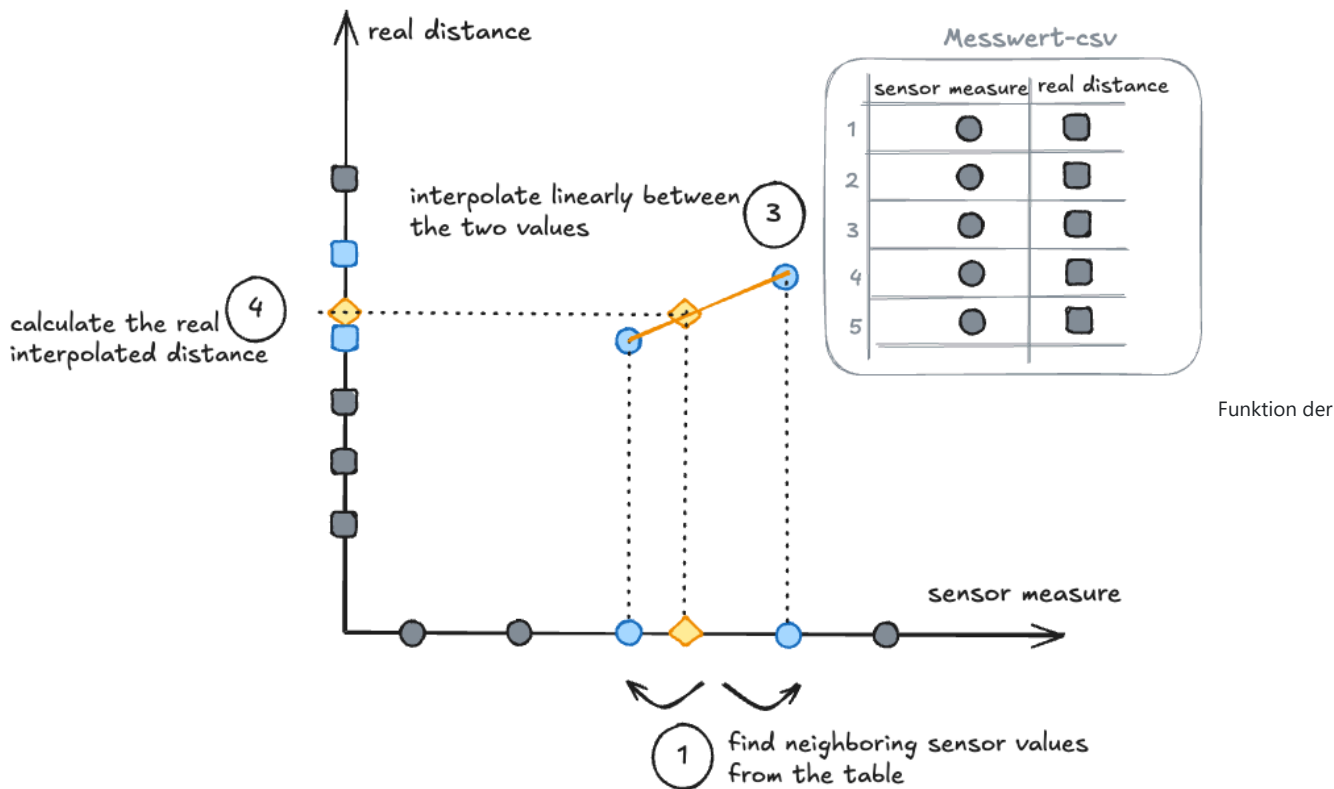 real distance
Messwert-csv
sensor measure real distance
1
2
3
4
5
interpolate linearly between
the two values
3
4
calculate the real
interpolated distance
Funktion der
sensor measure
1
find neighboring sensor values
from the table